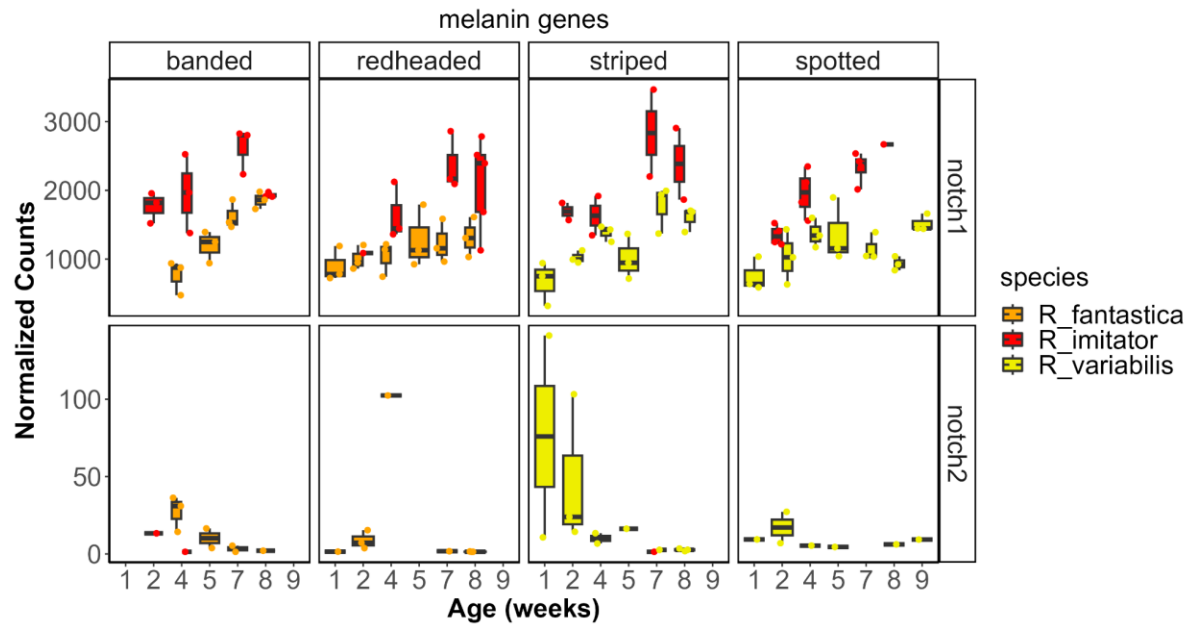 melanin genes
banded redheaded striped spotted
3000
2000
1000
notch1
100
50
0
notch2
1 2 4 5 7 8 9 1 2 4 5 7 8 9 1 2 4 5 7 8 9 1 2 4 5 7 8 9
Age (weeks)
Normalized Counts
species
R_fantastica
R_imitator
R_variabilis